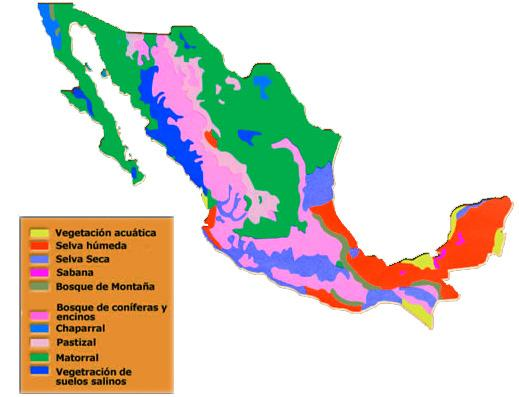 Vegetación acuática
Selva húmeda
Selva Seca
Sabana
Bosque de Montaña
Bosque de coníferas y
encinos
Chaparral
Pastizal
Matorral
Vegetración de
suelos salinos